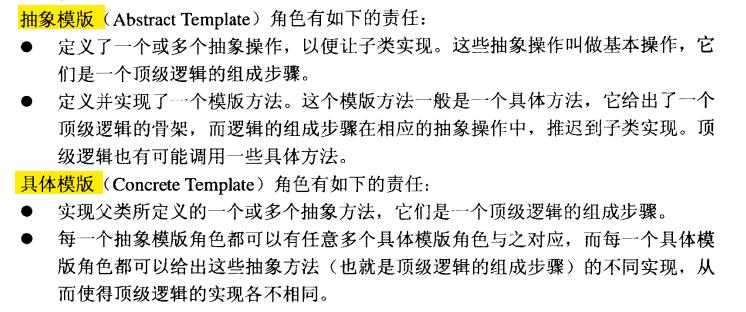 抽象模版（Abstract Template）角色有如下的责任：
● 定义了一个或多个抽象操作，以便让子类实现。这些抽象操作叫做基本操作，它
们是一个顶级逻辑的组成步骤。
● 定义并实现了一个模版方法。这个模版方法一般是一个具体方法，它给出了一个
顶级逻辑的骨架，而逻辑的组成步骤在相应的抽象操作中，推迟到子类实现。顶
级逻辑也有可能调用一些具体方法。
具体模版（Concrete Template）角色有如下的责任：
● 实现父类所定义的一个或多个抽象方法，它们是一个顶级逻辑的组成步骤。
● 每一个抽象模版角色都可以有任意多个具体模版角色与之对应，而每一个具体模
版角色都可以给出这些抽象方法（也就是顶级逻辑的组成步骤）的不同实现，从
而使得顶级逻辑的实现各不相同。